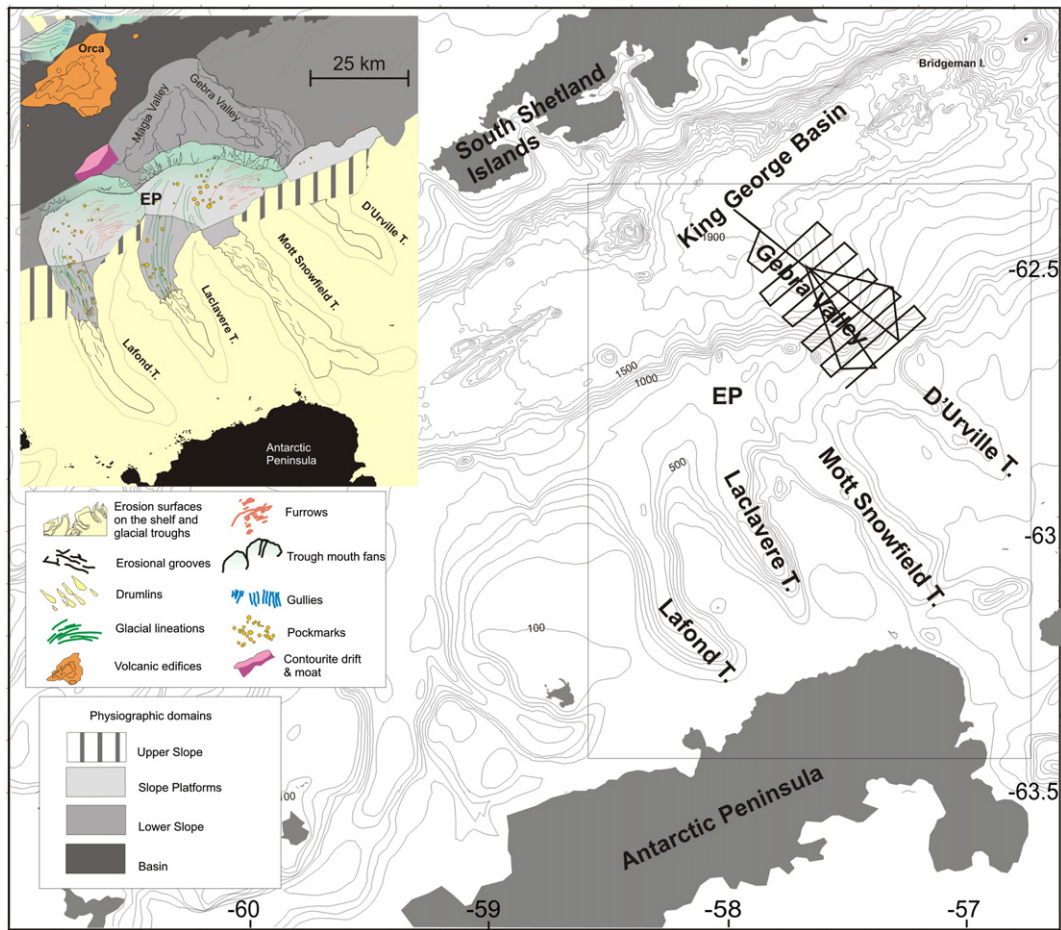 Orca
25 km
Magia Valley
Gebra Valley
EP
D'Urville T.
Mott Snowfield T.
Laclavere T.
Lafond T.
Antarctic
Peninsula
Erosion surfaces
on the shelf and
glacial troughs
Erosional grooves
Drumlins
Glacial lineations
Volcanic edifices
Furrows
Trough mouth fans
Gullies
Pockmarks
Contourite drift
& moat
Physiographic domains
Upper Slope
Slope Platforms
Lower Slope
Basin
South Shetland
Islands
Bridgeman I.
King George Basin
1900
Gebra Valley
-62.5
1500
1000
EP
D'Urville T.
500
Mott Snowfield T.
Laclavere T.
-63
Lafond T.
100
-63.5
100
Antarctic Peninsula
-60
-59
-58
-57